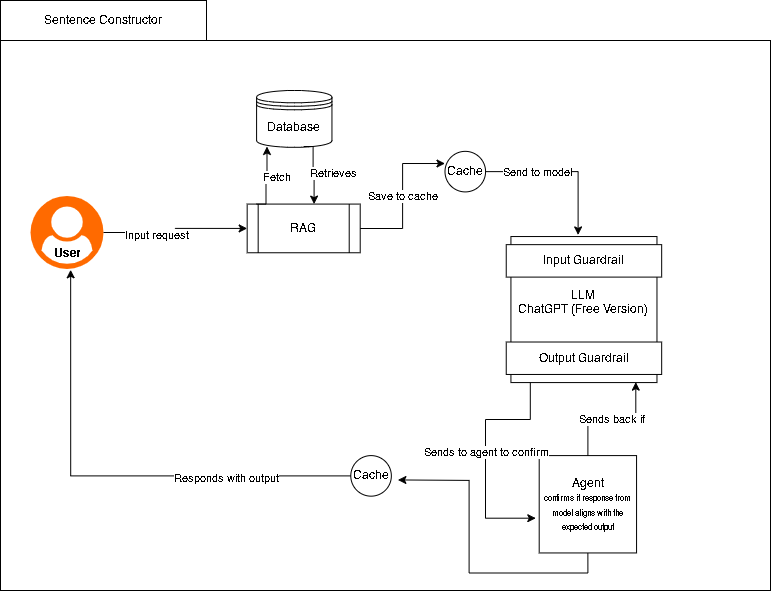 Sentence Constructor
Database
Fetch
Retrieves
Cache
Send to model
Save to cache
User
Input request
RAG
Input Guardrail
LLM
ChatGPT (Free Version)
Output Guardrail
Sends back if
Sends to agent to confirm
Responds with output
Cache
Agent
confirms if response from
model aligns with the
expected output